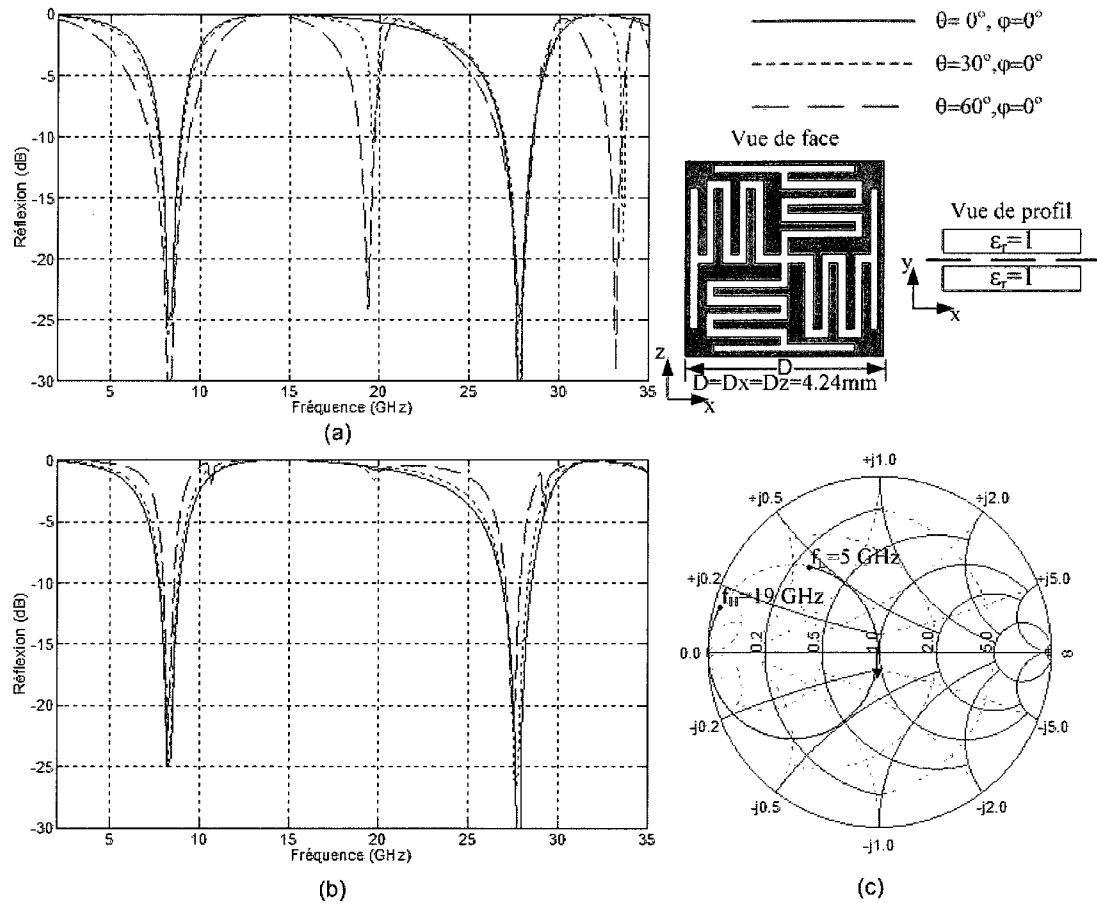 0
-5
-10
-15
-20
-25
-30
Réflexion (dB)
5 10 15 20 25 30 35
Fréquence (GHz)
(a)
θ= 0°, φ=0°
θ=30°,φ=0°
θ=60°,φ=0°
Vue de face
D
D=Dx=Dz=4.24mm
z
x
Vue de profil
εr=1
εr=1
y
x
0
-5
-10
-15
-20
-25
-30
Réflexion (dB)
5 10 15 20 25 30 35
Fréquence (GHz)
(b)
+j1.0
+j0.5 +j2.0
fL=5 GHz
+j0.2 +j5.0
fH=19 GHz
0.0 0.2 0.5 1.0 2.0 5.0 ∞
-j0.2 -j5.0
-j0.5 -j2.0
-j1.0
(c)